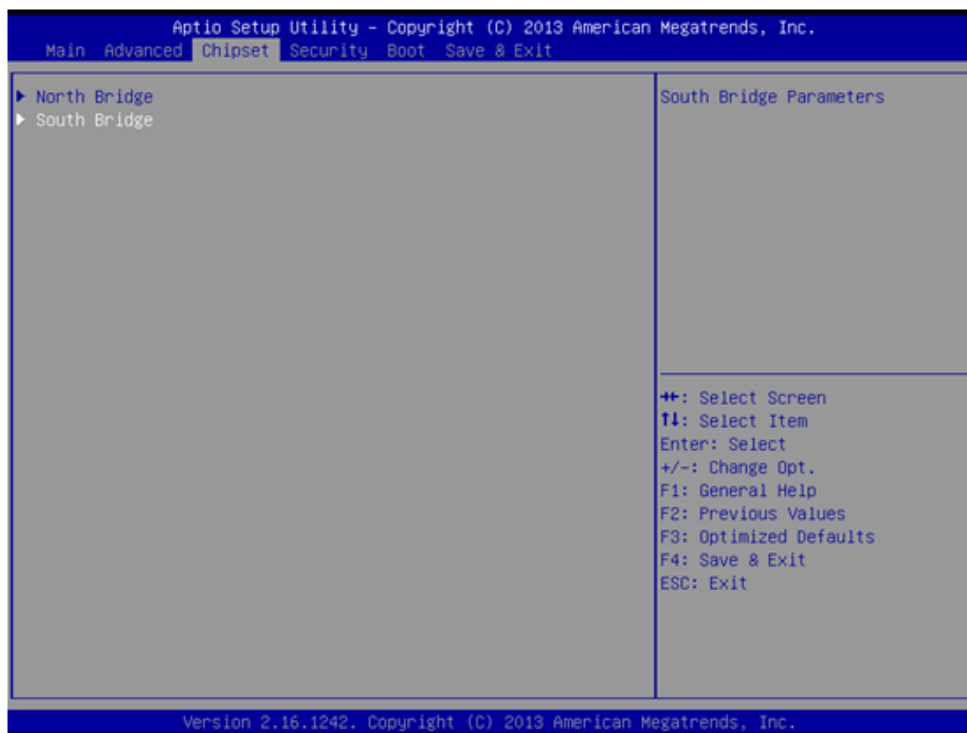 Aptio Setup Utility – Copyright (C) 2013 American Megatrends, Inc.
Main Advanced Chipset Security Boot Save & Exit
▶ North Bridge
▶ South Bridge
South Bridge Parameters
→←: Select Screen
↑↓: Select Item
Enter: Select
+/-: Change Opt.
F1: General Help
F2: Previous Values
F3: Optimized Defaults
F4: Save & Exit
ESC: Exit
Version 2.16.1242. Copyright (C) 2013 American Megatrends, Inc.